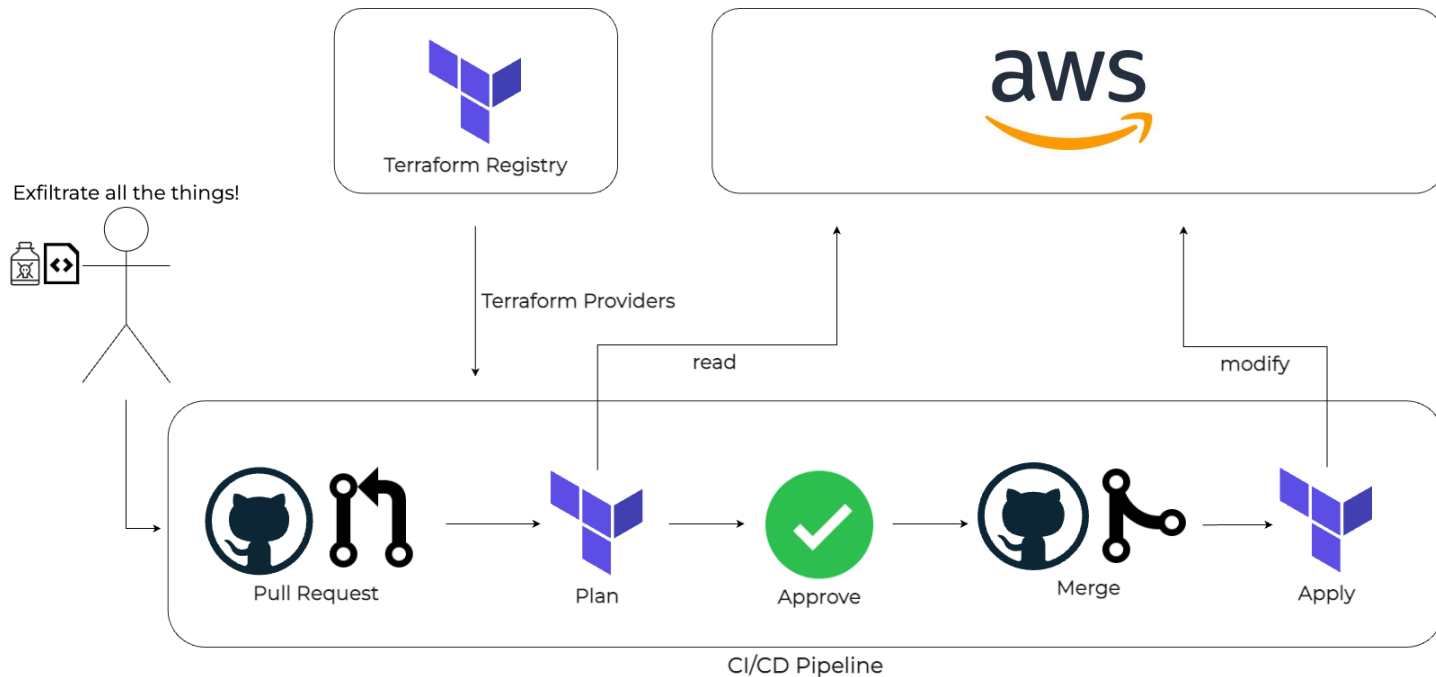 aws
Terraform Registry
Exfiltrate all the things!
Terraform Providers
read
modify
Pull Request
Plan
Approve
Merge
Apply
CI/CD Pipeline